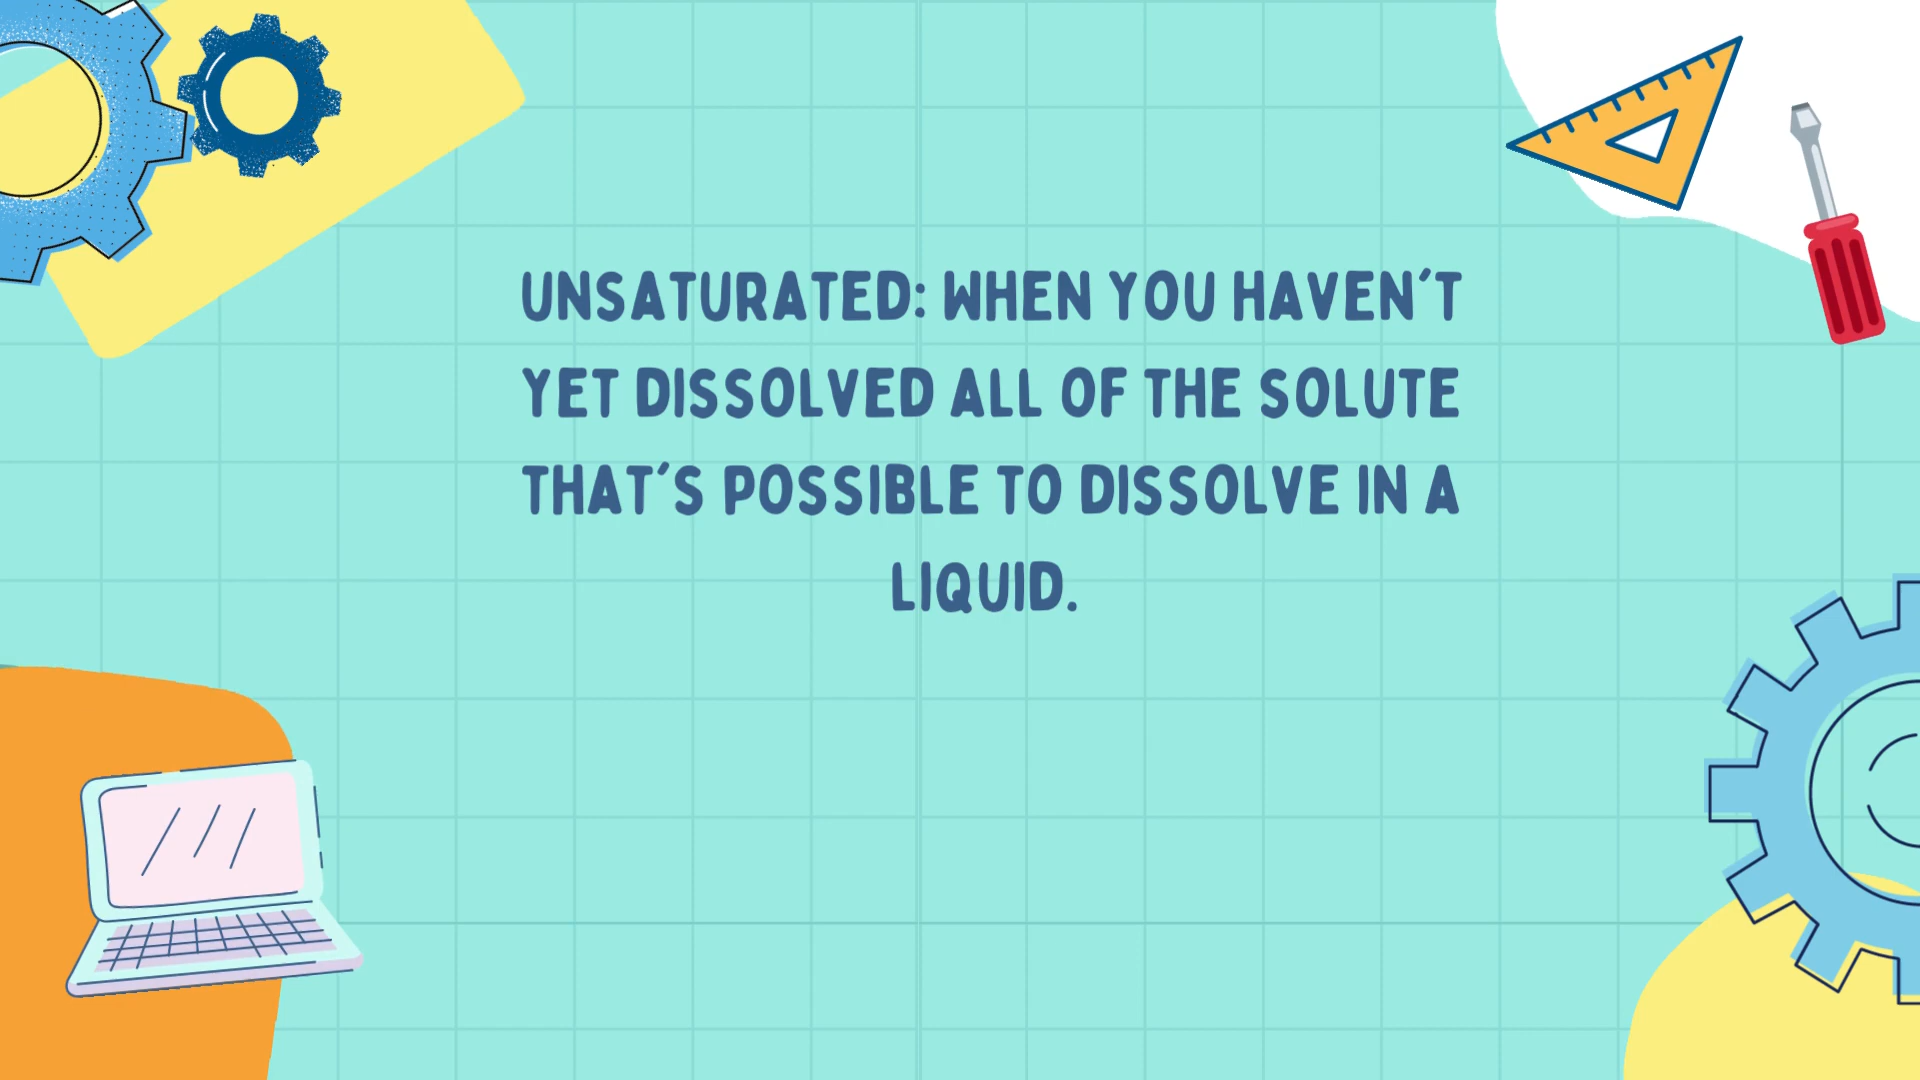 UNSATURATED: WHEN YOU HAVEN'T
YET DISSOLVED ALL OF THE SOLUTE
THAT'S POSSIBLE TO DISSOLVE IN A
LIQUID.